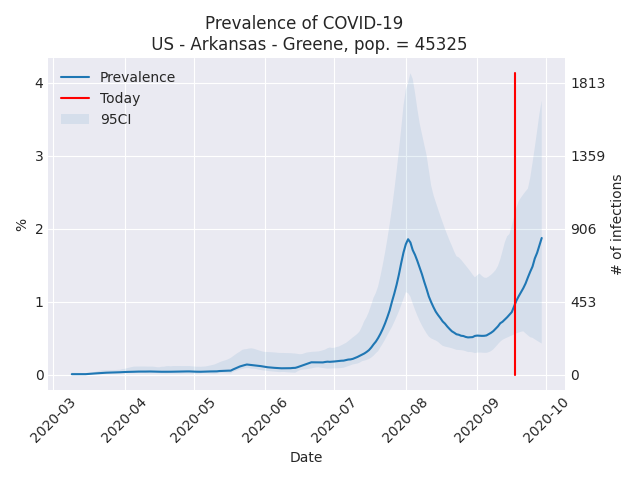 Prevalence of COVID-19
US - Arkansas - Greene, pop. = 45325
Prevalence
Today
95CI
4
3
2
1
0
%
1813
1359
906
453
0
# of infections
2020-03
2020-04
2020-05
2020-06
2020-07
2020-08
2020-09
2020-10
Date